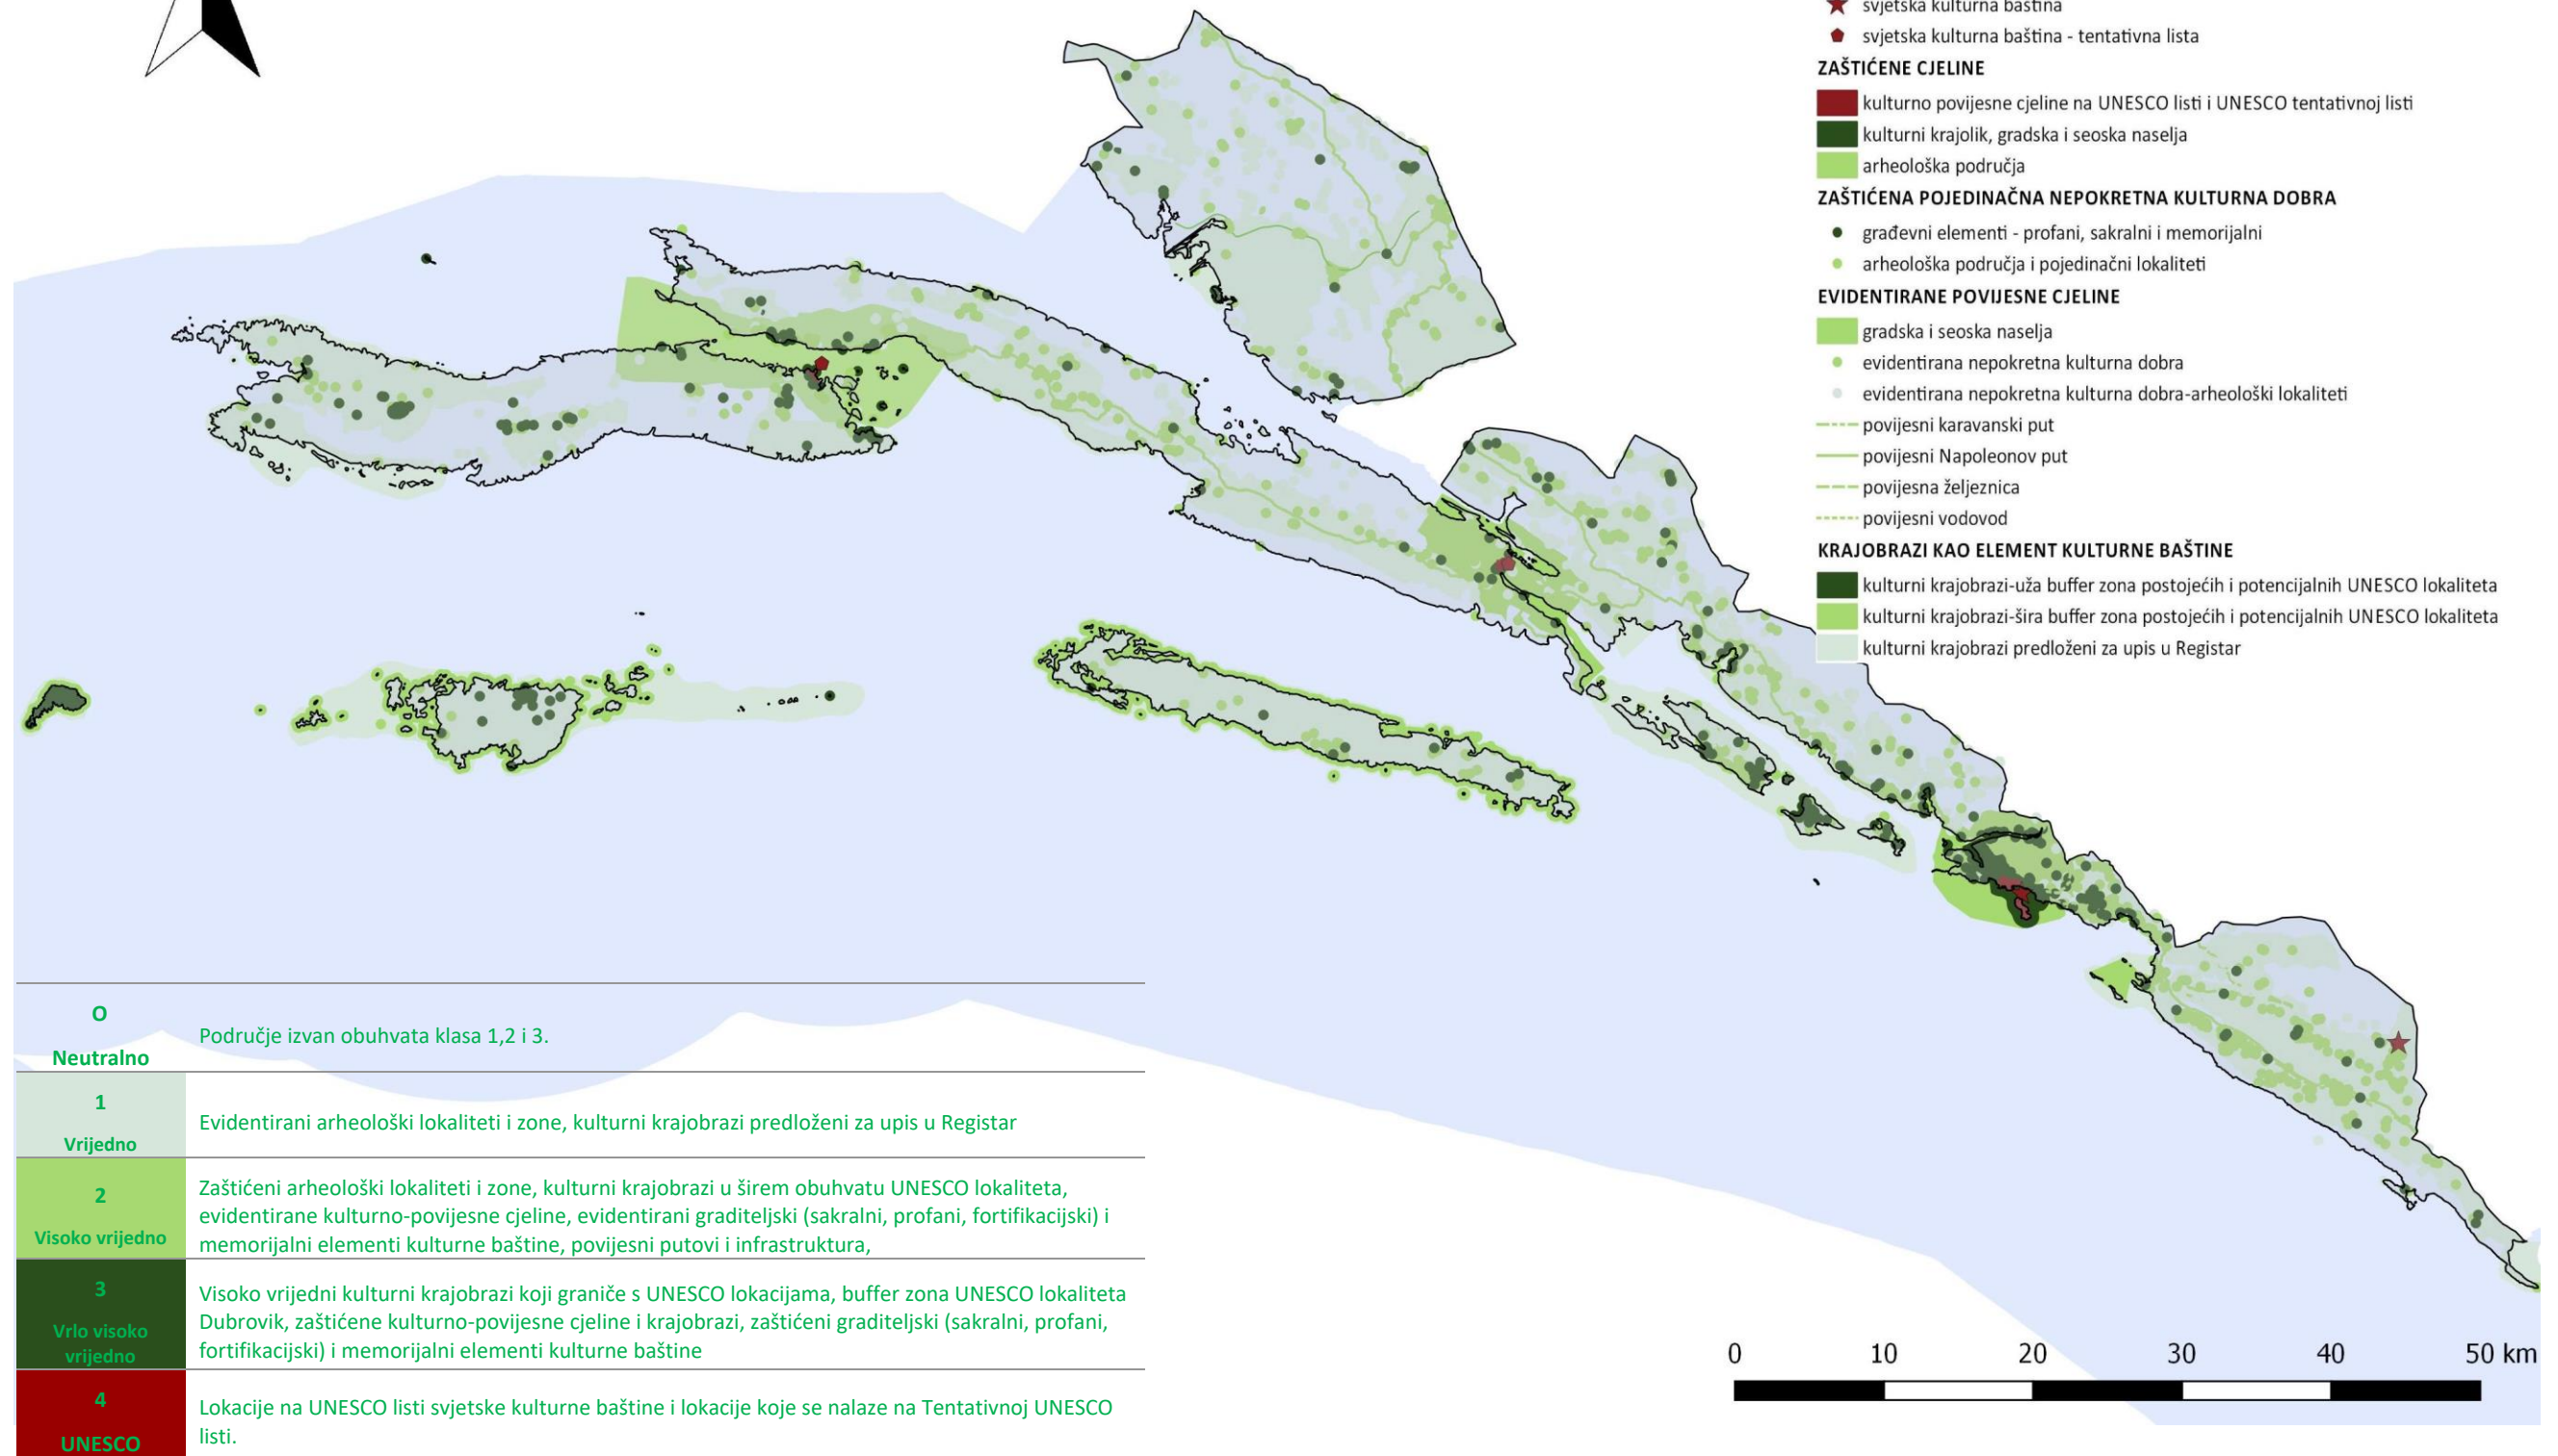 svjetska kulturna baština
svjetska kulturna baština - tentativna lista
ZAŠTIĆENE CJELINE
kulturno povijesne cjeline na UNESCO listi i UNESCO tentativnoj listi
kulturni krajolik, gradska i seoska naselja
arheološka područja
ZAŠTIĆENA POJEDINAČNA NEPOKRETNA KULTURNA DOBRA
građevni elementi - profani, sakralni i memorijalni
arheološka područja i pojedinačni lokaliteti
EVIDENTIRANE POVIJESNE CJELINE
gradska i seoska naselja
evidentirana nepokretna kulturna dobra
evidentirana nepokretna kulturna dobra-arheološki lokaliteti
povijesni karavanski put
povijesni Napoleonov put
povijesna željeznica
povijesni vodovod
KRAJOBRAZI KAO ELEMENT KULTURNE BAŠTINE
kulturni krajobrazi-uža buffer zona postojećih i potencijalnih UNESCO lokaliteta
kulturni krajobrazi-šira buffer zona postojećih i potencijalnih UNESCO lokaliteta
kulturni krajobrazi predloženi za upis u Registar
O
Neutralno
Područje izvan obuhvata klasa 1,2 i 3.
1
Vrijedno
Evidentirani arheološki lokaliteti i zone, kulturni krajobrazi predloženi za upis u Registar
2
Visoko vrijedno
Zaštićeni arheološki lokaliteti i zone, kulturni krajobrazi u širem obuhvatu UNESCO lokaliteta,
evidentirane kulturno-povijesne cjeline, evidentirani graditeljski (sakralni, profani, fortifikacijski) i
memorijalni elementi kulturne baštine, povijesni putovi i infrastruktura,
3
Vrlo visoko
vrijedno
Visoko vrijedni kulturni krajobrazi koji graniče s UNESCO lokacijama, buffer zona UNESCO lokaliteta
Dubrovik, zaštićene kulturno-povijesne cjeline i krajobrazi, zaštićeni graditeljski (sakralni, profani,
fortifikacijski) i memorijalni elementi kulturne baštine
4
UNESCO
Lokacije na UNESCO listi svjetske kulturne baštine i lokacije koje se nalaze na Tentativnoj UNESCO
listi.
0 10 20 30 40 50 km